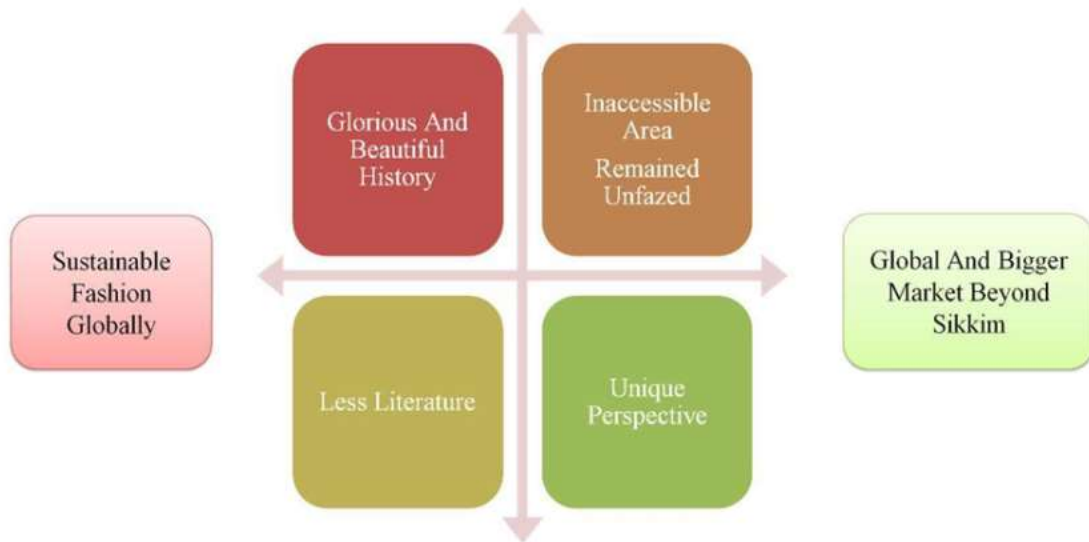 Glorious And
Beautiful
History
Inaccessible
Area
Remained
Unfazed
Sustainable
Fashion
Globally
Global And Bigger
Market Beyond
Sikkim
Less Literature
Unique
Perspective